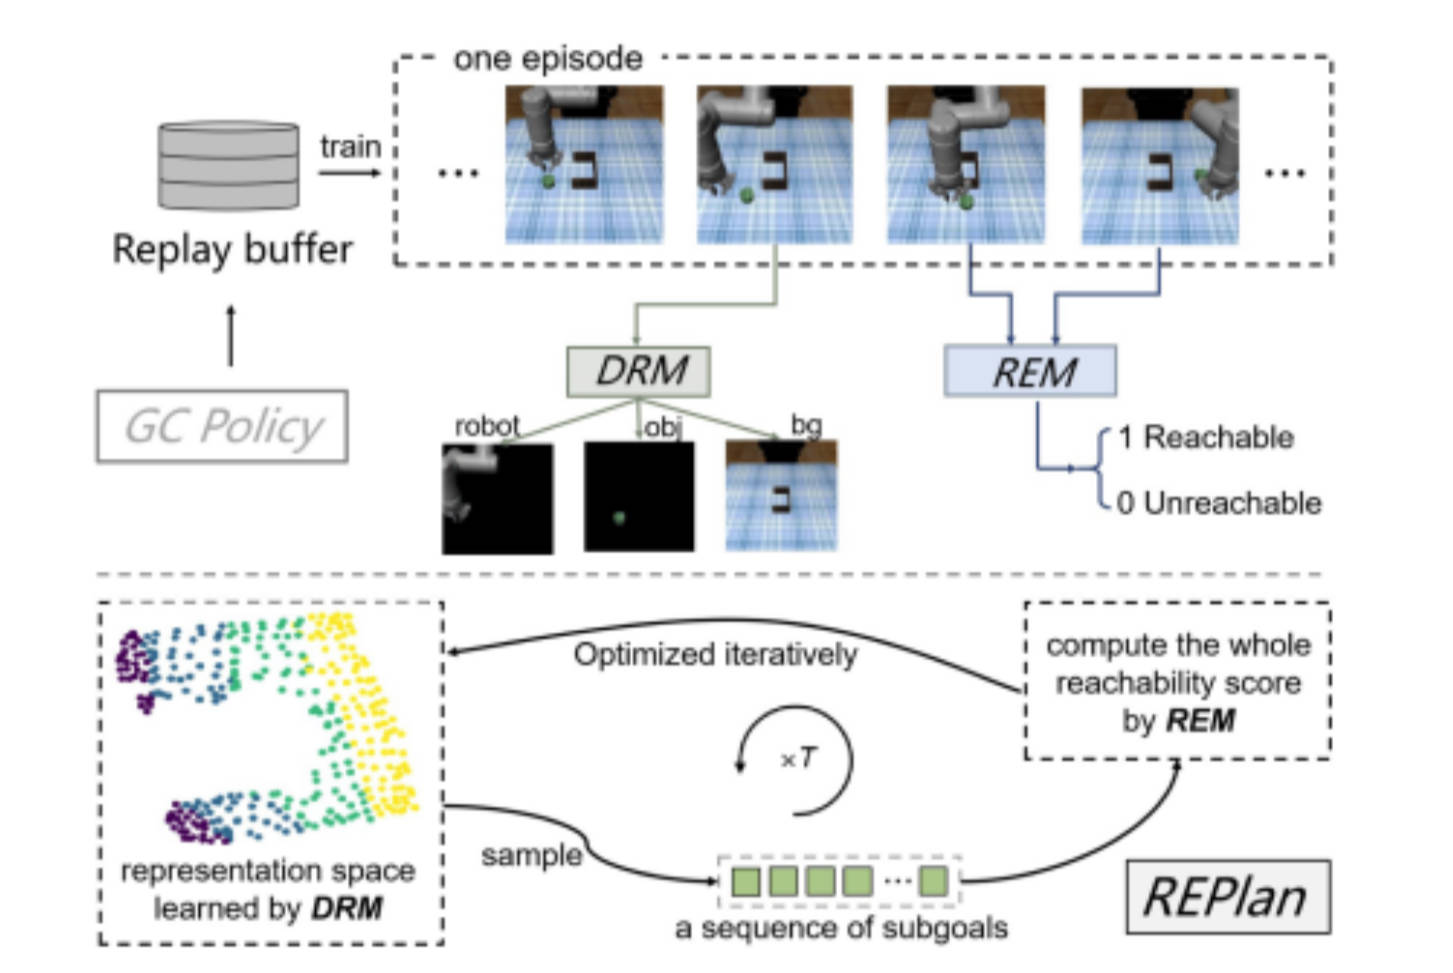 one episode
train
...
...
Replay buffer
GC Policy
DRM
REM
robot
obj
bg
1 Reachable
0 Unreachable
Optimized iteratively
compute the whole
reachability score
by REM
×T
representation space
learned by DRM
sample
...
a sequence of subgoals
REPlan